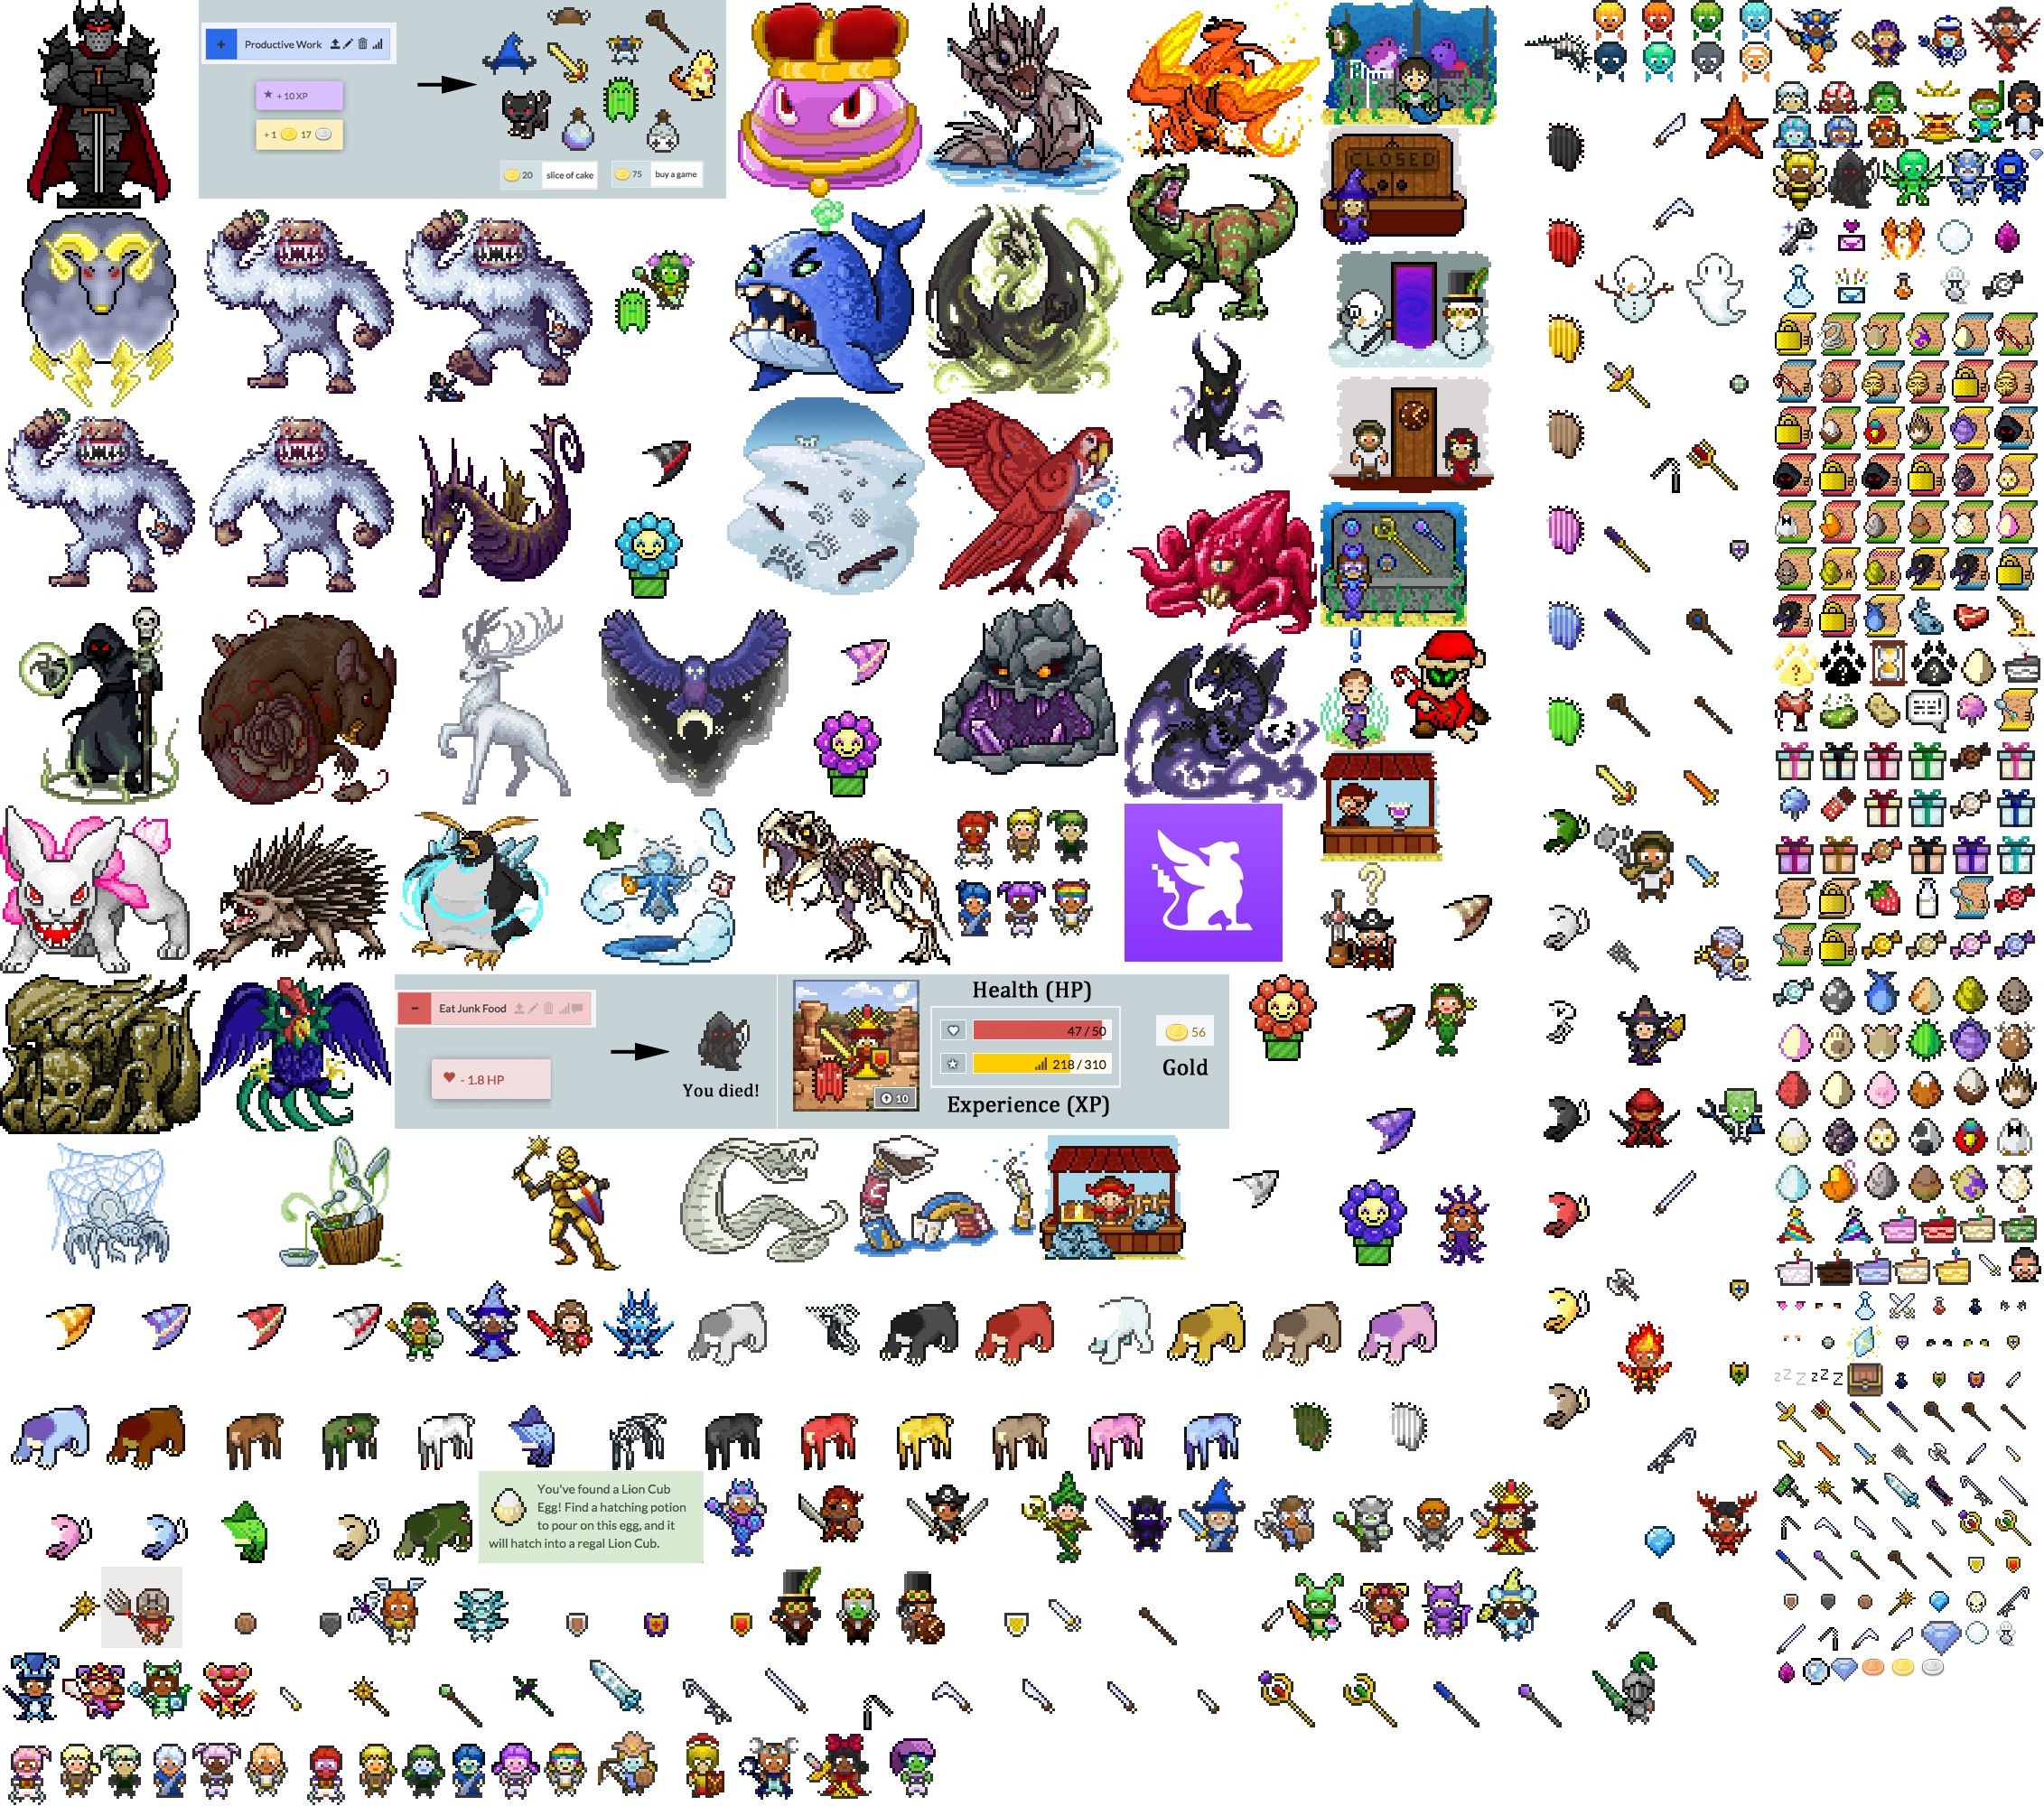 Productive Work
+ 10 XP
+ 1 17
20 slice of cake
75 buy a game
CLOSED
Eat Junk Food
- 1.8 HP
You died!
Health (HP)
47 / 50
218 / 310
Experience (XP)
10
56
Gold
You've found a Lion Cub
Egg! Find a hatching potion
to pour on this egg, and it
will hatch into a regal Lion Cub.